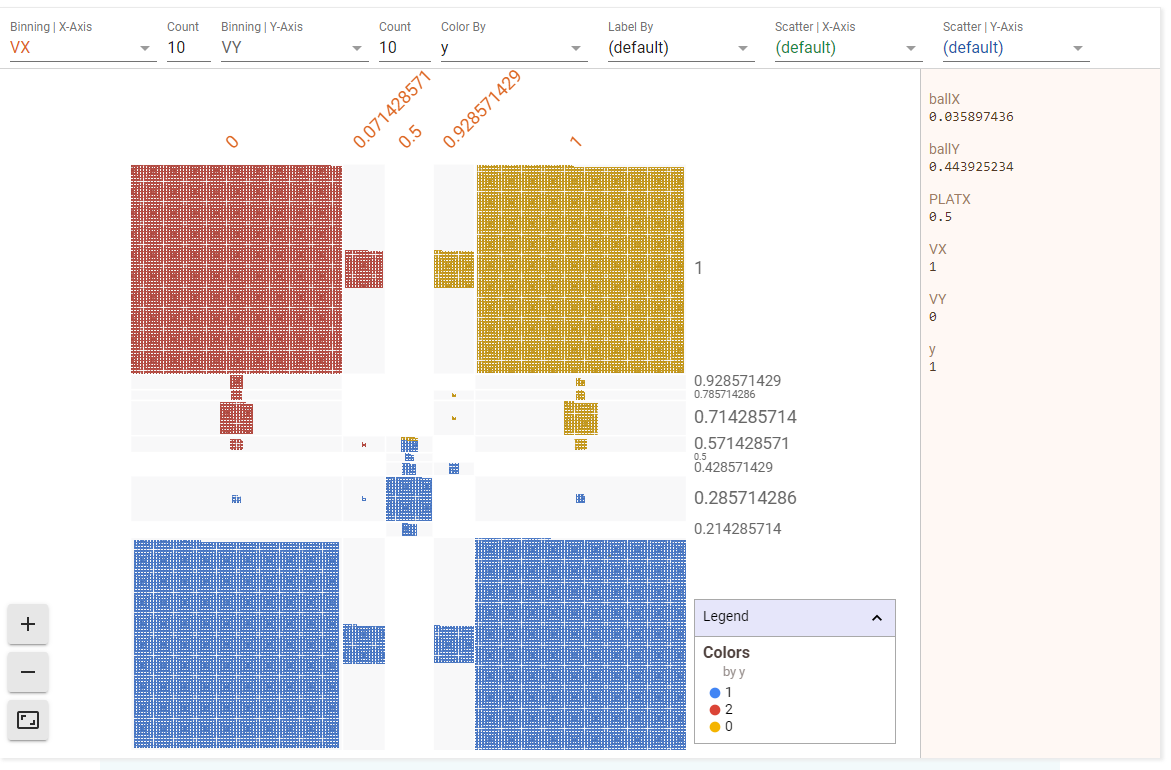 Binning | X-Axis Count Binning | Y-Axis Count Color By Label By Scatter | X-Axis Scatter | Y-Axis
VX 10 VY 10 y (default) (default) (default)
0 0.071428571 0.5 0.928571429 1
1
0.928571429
0.785714286
0.714285714
0.571428571
0.5
0.428571429
0.285714286
0.214285714
Legend
Colors
by y
1
2
0
ballX
0.035897436
ballY
0.443925234
PLATX
0.5
VX
1
VY
0
y
1